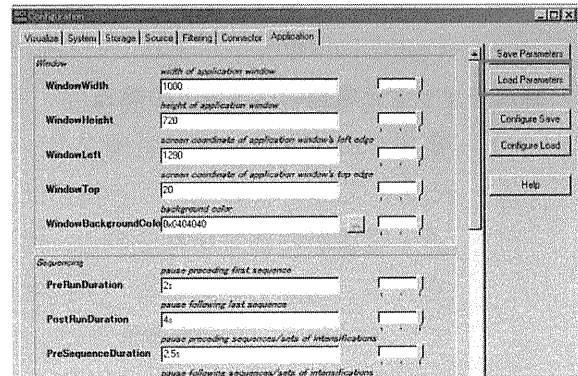 Configuration
Visualize System Storage Source Filtering Connector Application
Window
width of application window
WindowWidth 1000
height of application window
WindowHeight 720
screen coordinate of application window's left edge
WindowLeft 1290
screen coordinate of application window's top edge
WindowTop 20
background color
WindowBackgroundColo 0x0404040 ...
Sequencing
pause preceding first sequence
PreRunDuration 2s
pause following last sequence
PostRunDuration 4s
pause preceding sequences/sets of intensifications
PreSequenceDuration 2.5s
pause following sequences/sets of intensifications
Save Parameters
Load Parameters
Configure Save
Configure Load
Help